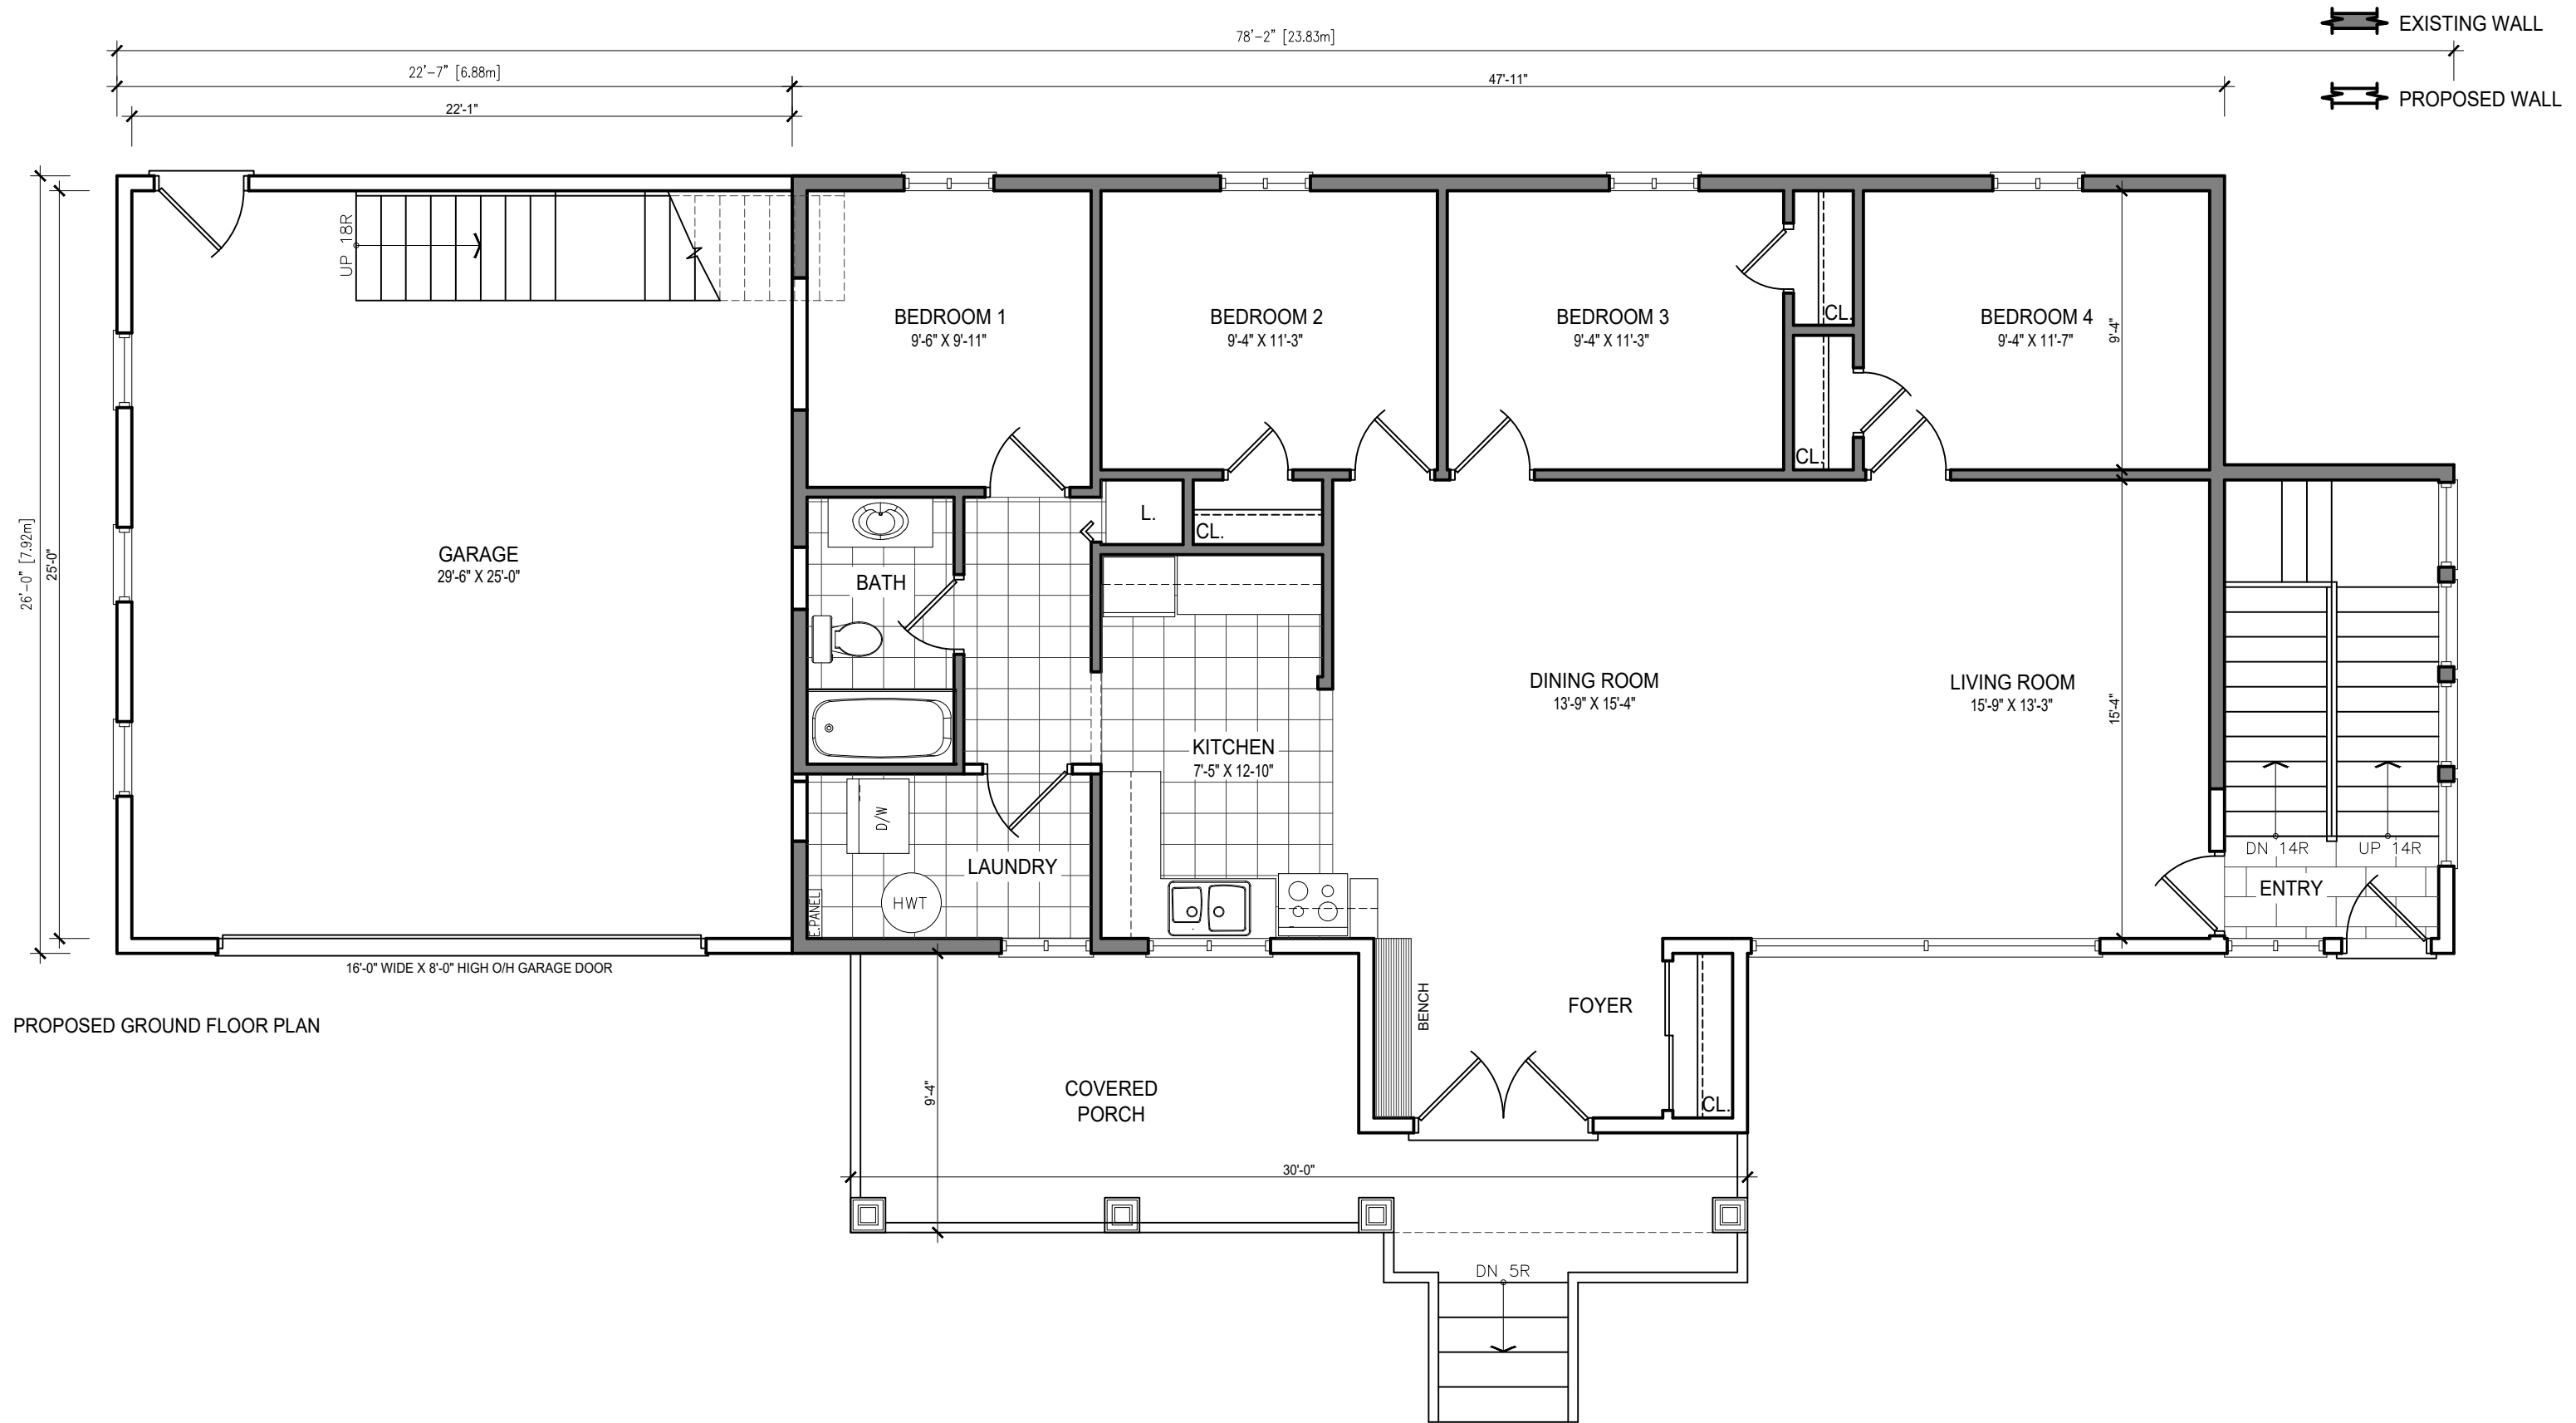 EXISTING WALL
78'-2" [23.83m]
22'-7" [6.88m]
47'-11"
PROPOSED WALL
22'-1"
UP 18R
BEDROOM 1
9'-6" X 9'-11"
BEDROOM 2
9'-4" X 11'-3"
BEDROOM 3
9'-4" X 11'-3"
CL.
BEDROOM 4
9'-4" X 11'-7"
9'-4"
CL.
L.
CL.
26'-0" [7.92m]
25'-0"
GARAGE
29'-6" X 25'-0"
BATH
DINING ROOM
13'-9" X 15'-4"
LIVING ROOM
15'-9" X 13'-3"
15'-4"
KITCHEN
7'-5" X 12-10"
D/W
LAUNDRY
HWT
E.PANEL
DN 14R
UP 14R
ENTRY
16'-0" WIDE X 8'-0" HIGH O/H GARAGE DOOR
BENCH
FOYER
CL.
PROPOSED GROUND FLOOR PLAN
COVERED
PORCH
9'-4"
30'-0"
DN 5R